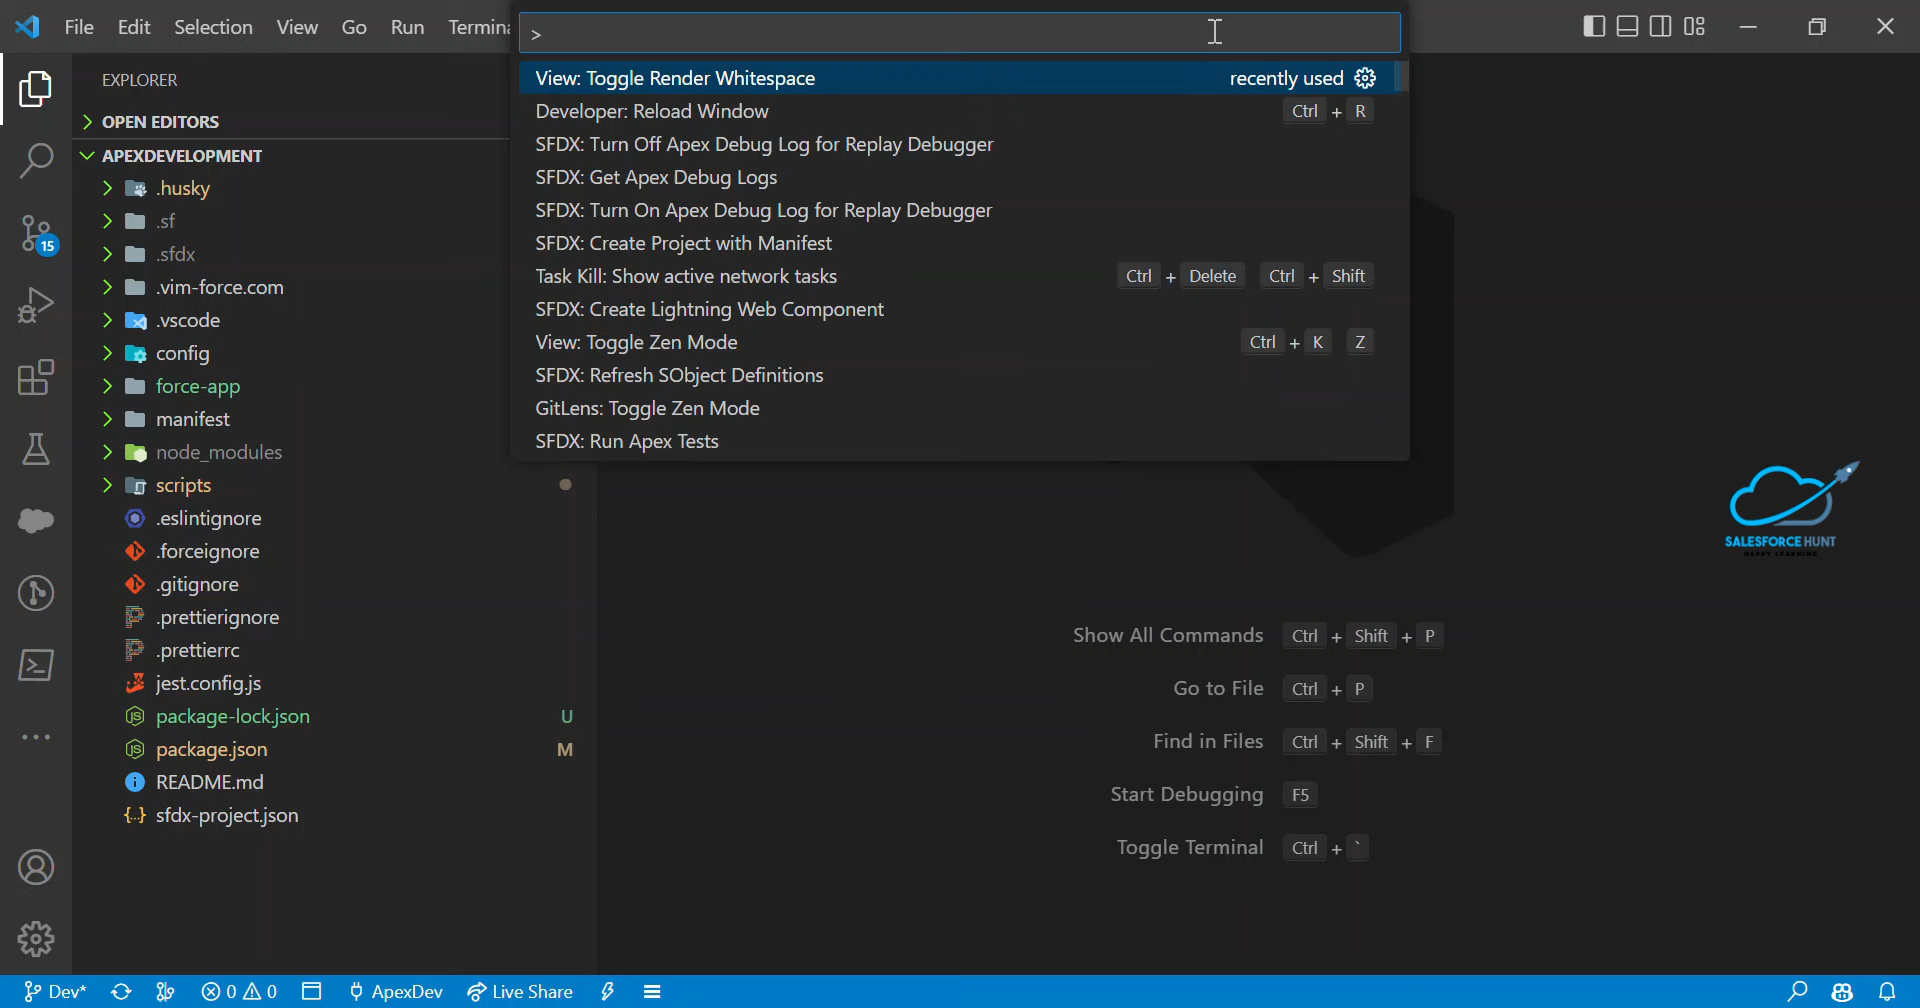 File Edit Selection View Go Run Termina
>
View: Toggle Render Whitespace recently used
Developer: Reload Window Ctrl + R
SFDX: Turn Off Apex Debug Log for Replay Debugger
SFDX: Get Apex Debug Logs
SFDX: Turn On Apex Debug Log for Replay Debugger
SFDX: Create Project with Manifest
Task Kill: Show active network tasks Ctrl + Delete Ctrl + Shift
SFDX: Create Lightning Web Component
View: Toggle Zen Mode Ctrl + K Z
SFDX: Refresh SObject Definitions
GitLens: Toggle Zen Mode
SFDX: Run Apex Tests
EXPLORER
OPEN EDITORS
APEXDEVELOPMENT
.husky
.sf
.sfdx
.vim-force.com
.vscode
config
force-app
manifest
node_modules
scripts
.eslintignore
.forceignore
.gitignore
.prettierignore
.prettierrc
jest.config.js
package-lock.json U
package.json M
README.md
sfdx-project.json
15
SALESFORCE HUNT
Show All Commands Ctrl + Shift + P
Go to File Ctrl + P
Find in Files Ctrl + Shift + F
Start Debugging F5
Toggle Terminal Ctrl + `
Dev* 0 0 ApexDev Live Share